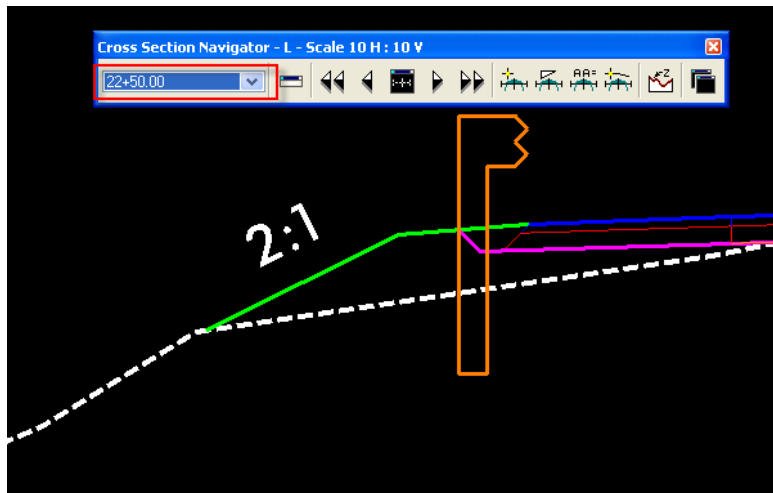 Cross Section Navigator - L - Scale 10 H : 10 V
22+50.00
AA=
Z
2:1